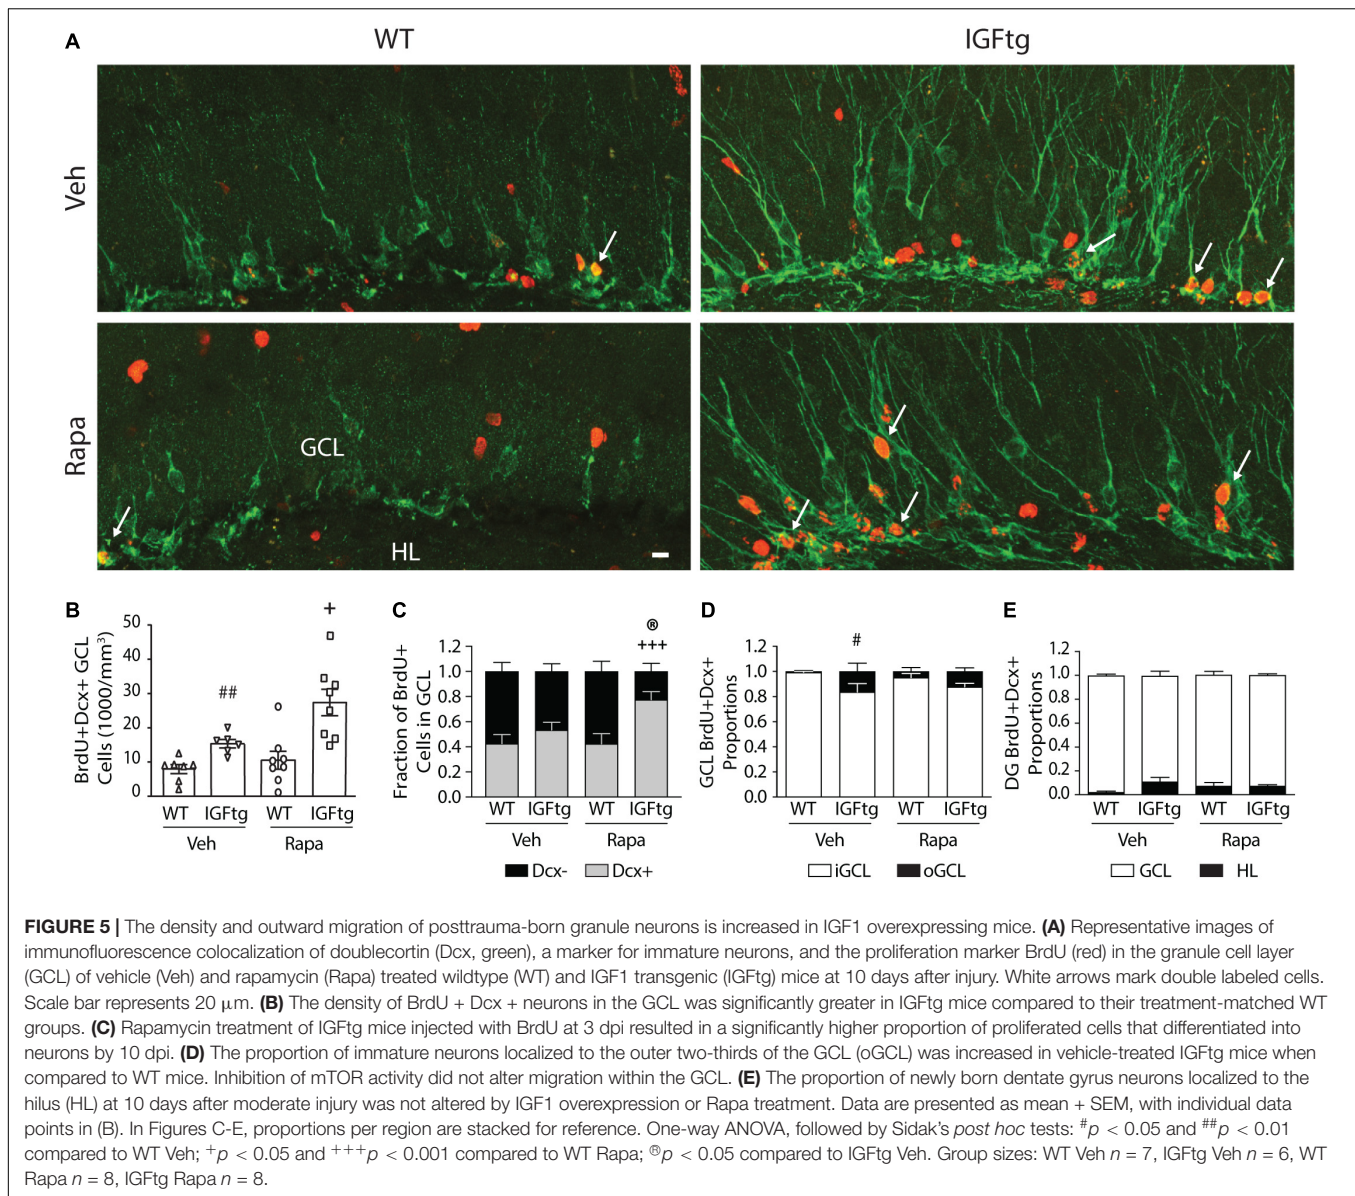 A
WT
IGFtg
Veh
Rapa
GCL
HL
B
BrdU+Dcx+ GCL
Cells (1000/mm³)
50
40
30
20
10
0
##
+
WT IGFtg WT IGFtg
Veh Rapa
C
Fraction of BrdU+
Cells in GCL
1.2
1.0
0.8
0.6
0.4
0.2
0.0
®
+++
WT IGFtg WT IGFtg
Veh Rapa
Dcx- Dcx+
D
GCL BrdU+Dcx+
Proportions
1.2
1.0
0.8
0.6
0.4
0.2
0.0
#
WT IGFtg WT IGFtg
Veh Rapa
iGCL oGCL
E
DG BrdU+Dcx+
Proportions
1.2
1.0
0.8
0.6
0.4
0.2
0.0
WT IGFtg WT IGFtg
Veh Rapa
GCL HL
FIGURE 5 | The density and outward migration of posttrauma-born granule neurons is increased in IGF1 overexpressing mice. (A) Representative images of
immunofluorescence colocalization of doublecortin (Dcx, green), a marker for immature neurons, and the proliferation marker BrdU (red) in the granule cell layer
(GCL) of vehicle (Veh) and rapamycin (Rapa) treated wildtype (WT) and IGF1 transgenic (IGFtg) mice at 10 days after injury. White arrows mark double labeled cells.
Scale bar represents 20 μm. (B) The density of BrdU + Dcx + neurons in the GCL was significantly greater in IGFtg mice compared to their treatment-matched WT
groups. (C) Rapamycin treatment of IGFtg mice injected with BrdU at 3 dpi resulted in a significantly higher proportion of proliferated cells that differentiated into
neurons by 10 dpi. (D) The proportion of immature neurons localized to the outer two-thirds of the GCL (oGCL) was increased in vehicle-treated IGFtg mice when
compared to WT mice. Inhibition of mTOR activity did not alter migration within the GCL. (E) The proportion of newly born dentate gyrus neurons localized to the
hilus (HL) at 10 days after moderate injury was not altered by IGF1 overexpression or Rapa treatment. Data are presented as mean + SEM, with individual data
points in (B). In Figures C-E, proportions per region are stacked for reference. One-way ANOVA, followed by Sidak's post hoc tests: #p < 0.05 and ##p < 0.01
compared to WT Veh; +p < 0.05 and +++p < 0.001 compared to WT Rapa; ®p < 0.05 compared to IGFtg Veh. Group sizes: WT Veh n = 7, IGFtg Veh n = 6, WT
Rapa n = 8, IGFtg Rapa n = 8.